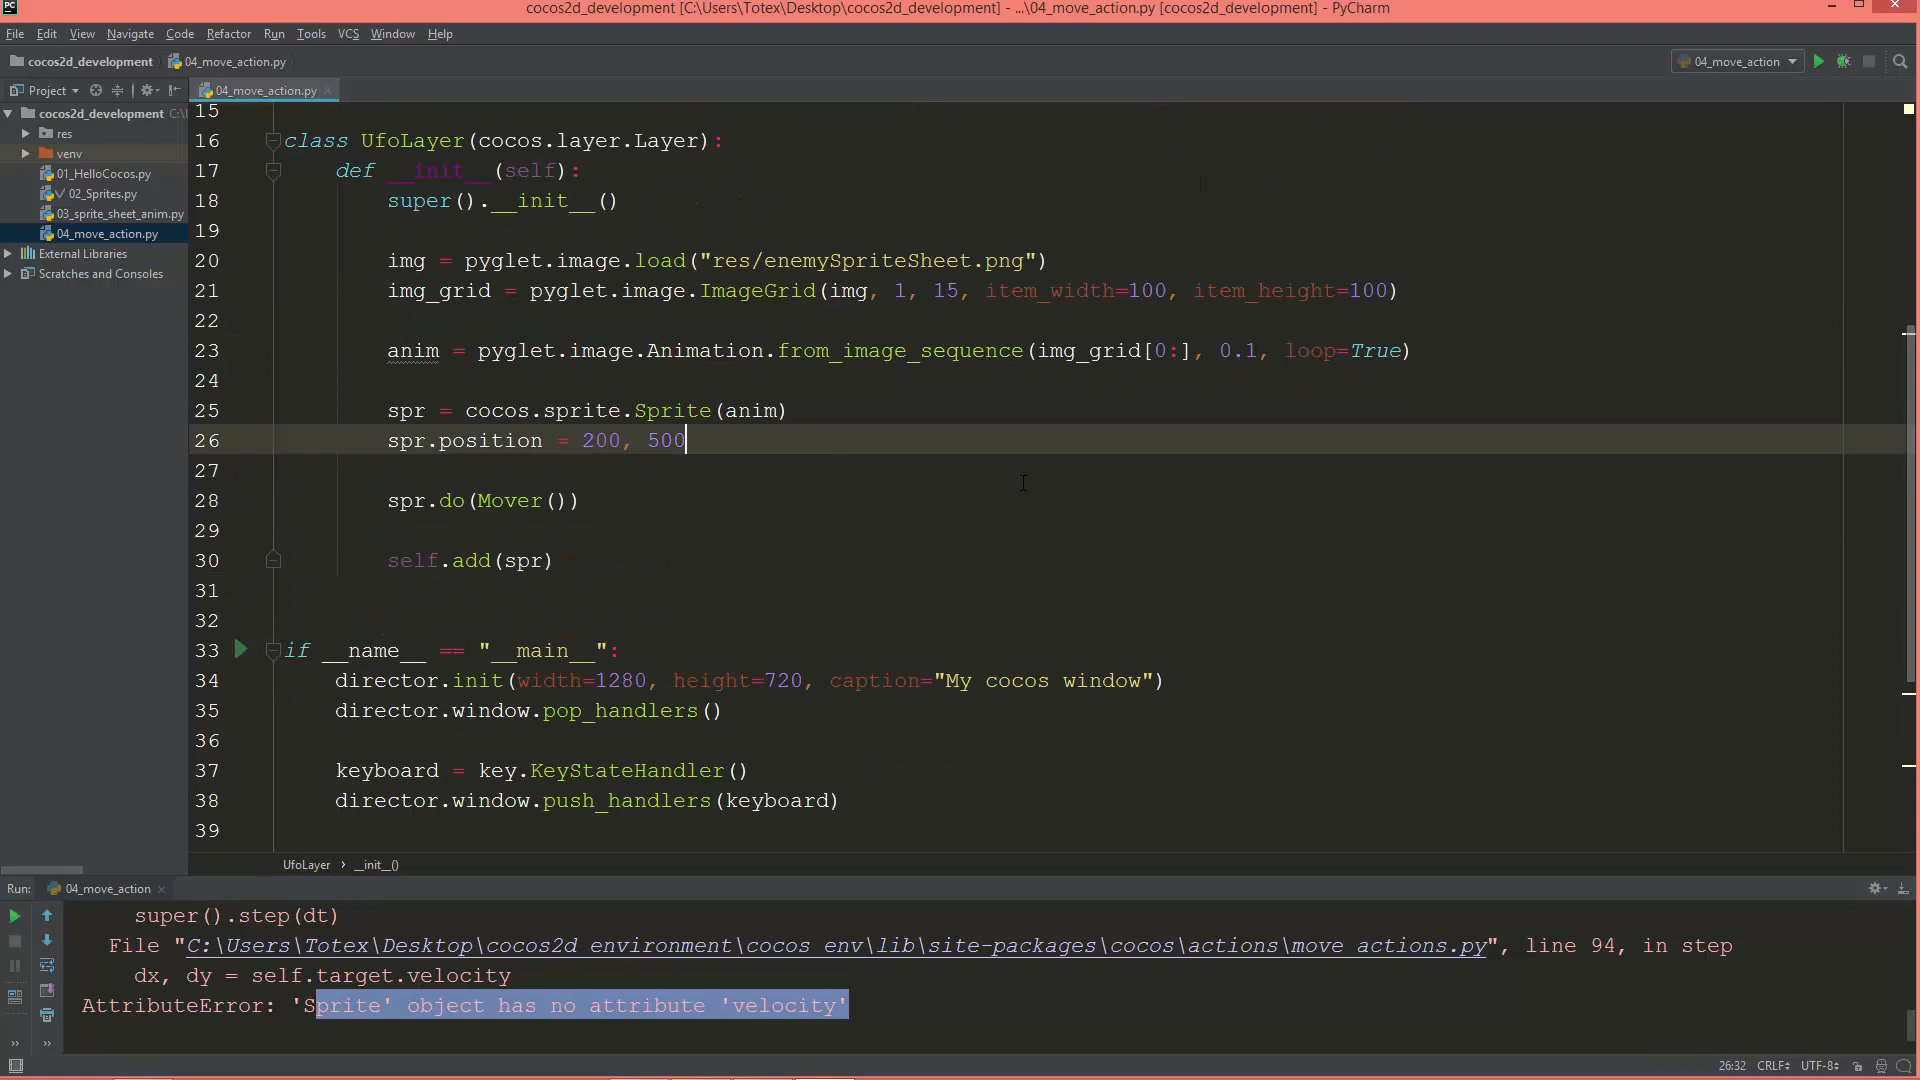 cocos2d_development [C:\Users\Totex\Desktop\cocos2d_development] - ...\04_move_action.py [cocos2d_development] - PyCharm
File Edit View Navigate Code Refactor Run Tools VCS Window Help
cocos2d_development 04_move_action.py 04_move_action
Project 04_move_action.py
cocos2d_development C:\U
res
venv
01_HelloCocos.py
02_Sprites.py
03_sprite_sheet_anim.py
04_move_action.py
External Libraries
Scratches and Consoles
15
16 class UfoLayer(cocos.layer.Layer):
17 def __init__(self):
18 super().__init__()
19
20 img = pyglet.image.load("res/enemySpriteSheet.png")
21 img_grid = pyglet.image.ImageGrid(img, 1, 15, item_width=100, item_height=100)
22
23 anim = pyglet.image.Animation.from_image_sequence(img_grid[0:], 0.1, loop=True)
24
25 spr = cocos.sprite.Sprite(anim)
26 spr.position = 200, 500
27
28 spr.do(Mover())
29
30 self.add(spr)
31
32
33 if __name__ == "__main__":
34 director.init(width=1280, height=720, caption="My cocos window")
35 director.window.pop_handlers()
36
37 keyboard = key.KeyStateHandler()
38 director.window.push_handlers(keyboard)
39
UfoLayer › __init__()
Run: 04_move_action
super().step(dt)
File "C:\Users\Totex\Desktop\cocos2d_environment\cocos_env\lib\site-packages\cocos\actions\move_actions.py", line 94, in step
dx, dy = self.target.velocity
AttributeError: 'Sprite' object has no attribute 'velocity'
26:32 CRLF UTF-8